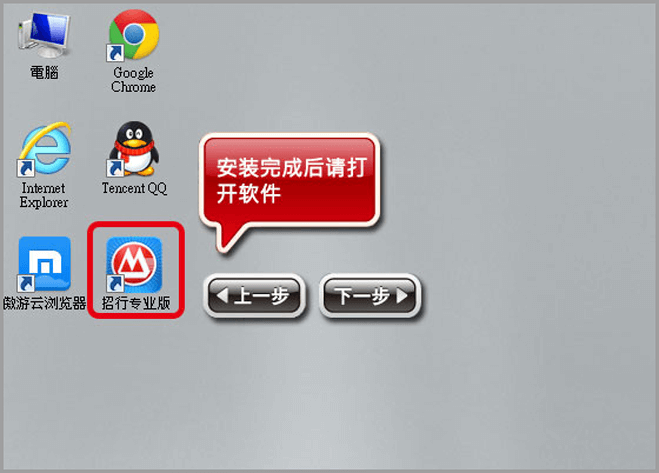 電腦
Google
Chrome
Internet
Explorer
Tencent QQ
傲游云浏览器
招行专业版
安装完成后请打
开软件
上一步
下一步